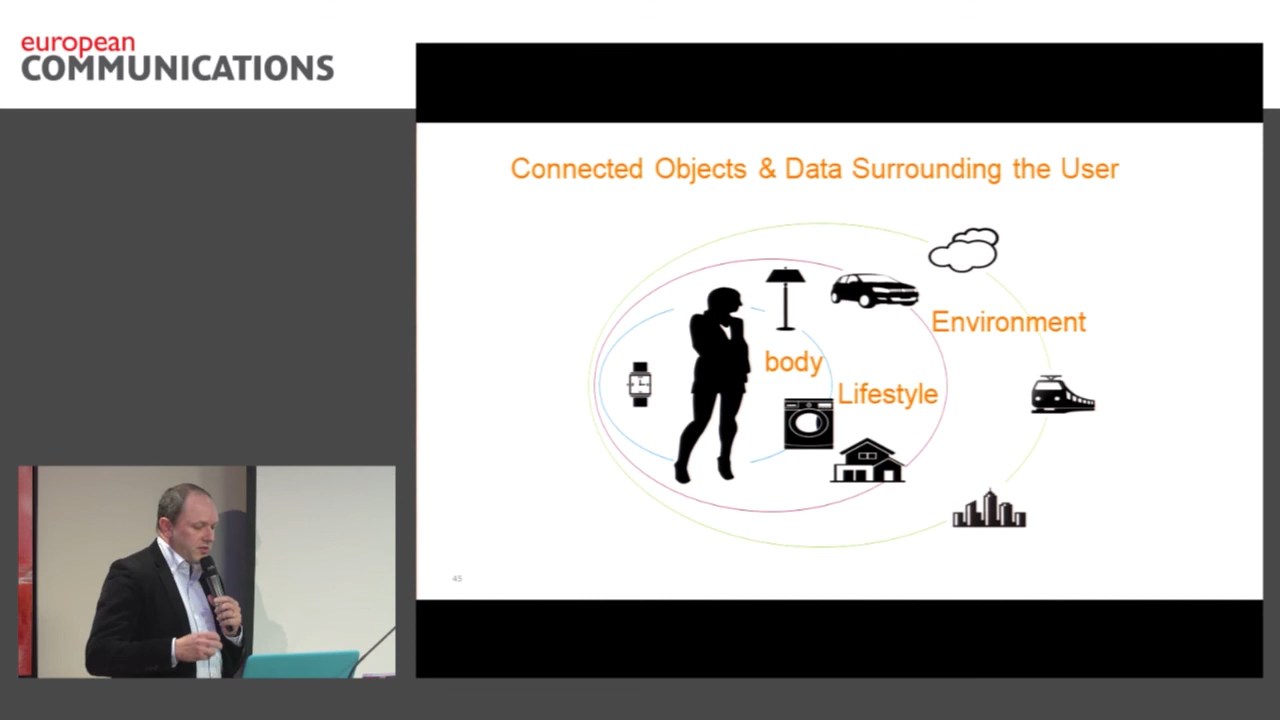 european
COMMUNICATIONS
Connected Objects & Data Surrounding the User
Environment
body
Lifestyle
45